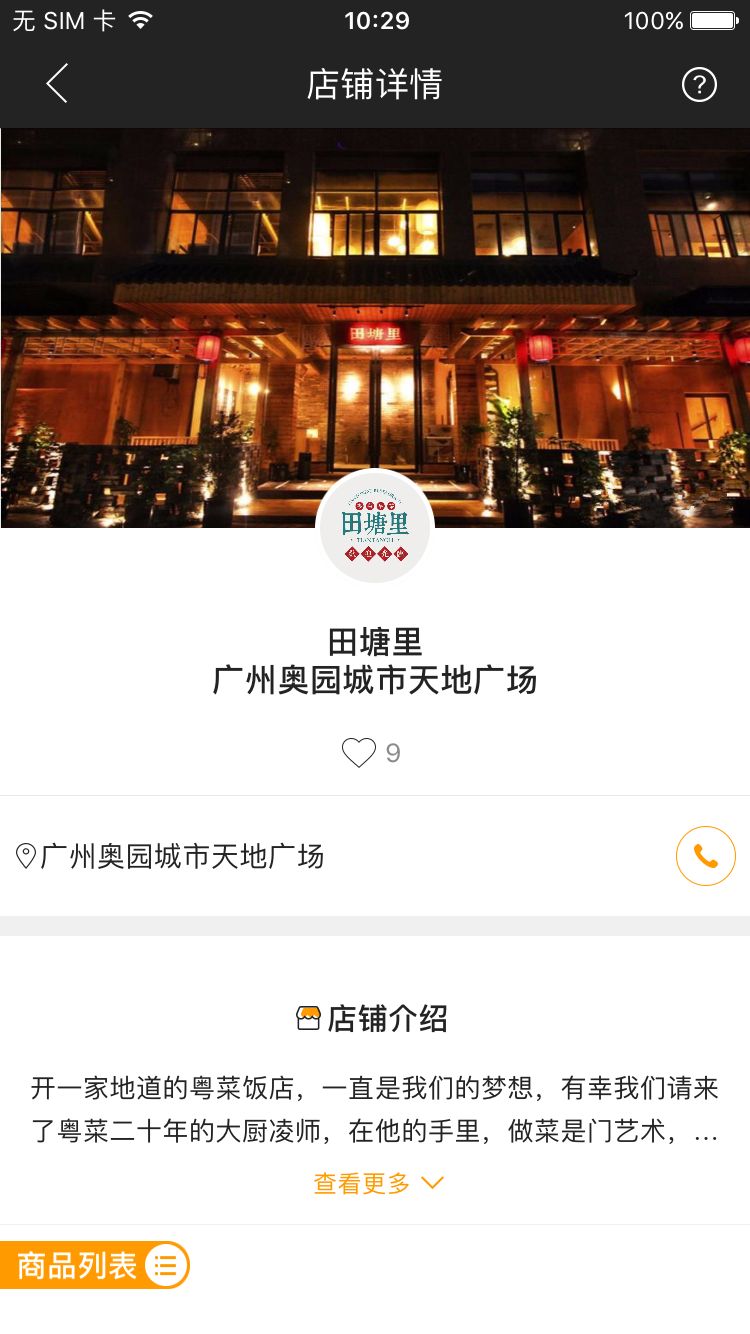 无 SIM 卡
10:29
100%
店铺详情
?
田塘里
田塘里
TIANTANGLI
田塘里
广州奥园城市天地广场
9
广州奥园城市天地广场
店铺介绍
开一家地道的粤菜饭店，一直是我们的梦想，有幸我们请来
了粤菜二十年的大厨凌师，在他的手里，做菜是门艺术，...
查看更多
商品列表